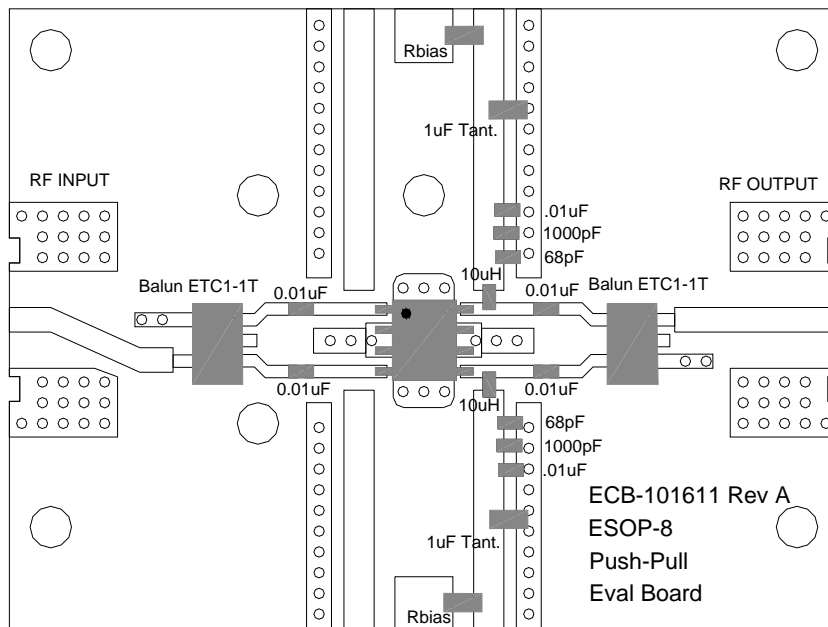 Rbias
1uF Tant.
RF INPUT
RF OUTPUT
.01uF
1000pF
68pF
10uH
Balun ETC1-1T
0.01uF
0.01uF
Balun ETC1-1T
0.01uF
0.01uF
10uH
68pF
1000pF
.01uF
1uF Tant.
Rbias
ECB-101611 Rev A
ESOP-8
Push-Pull
Eval Board